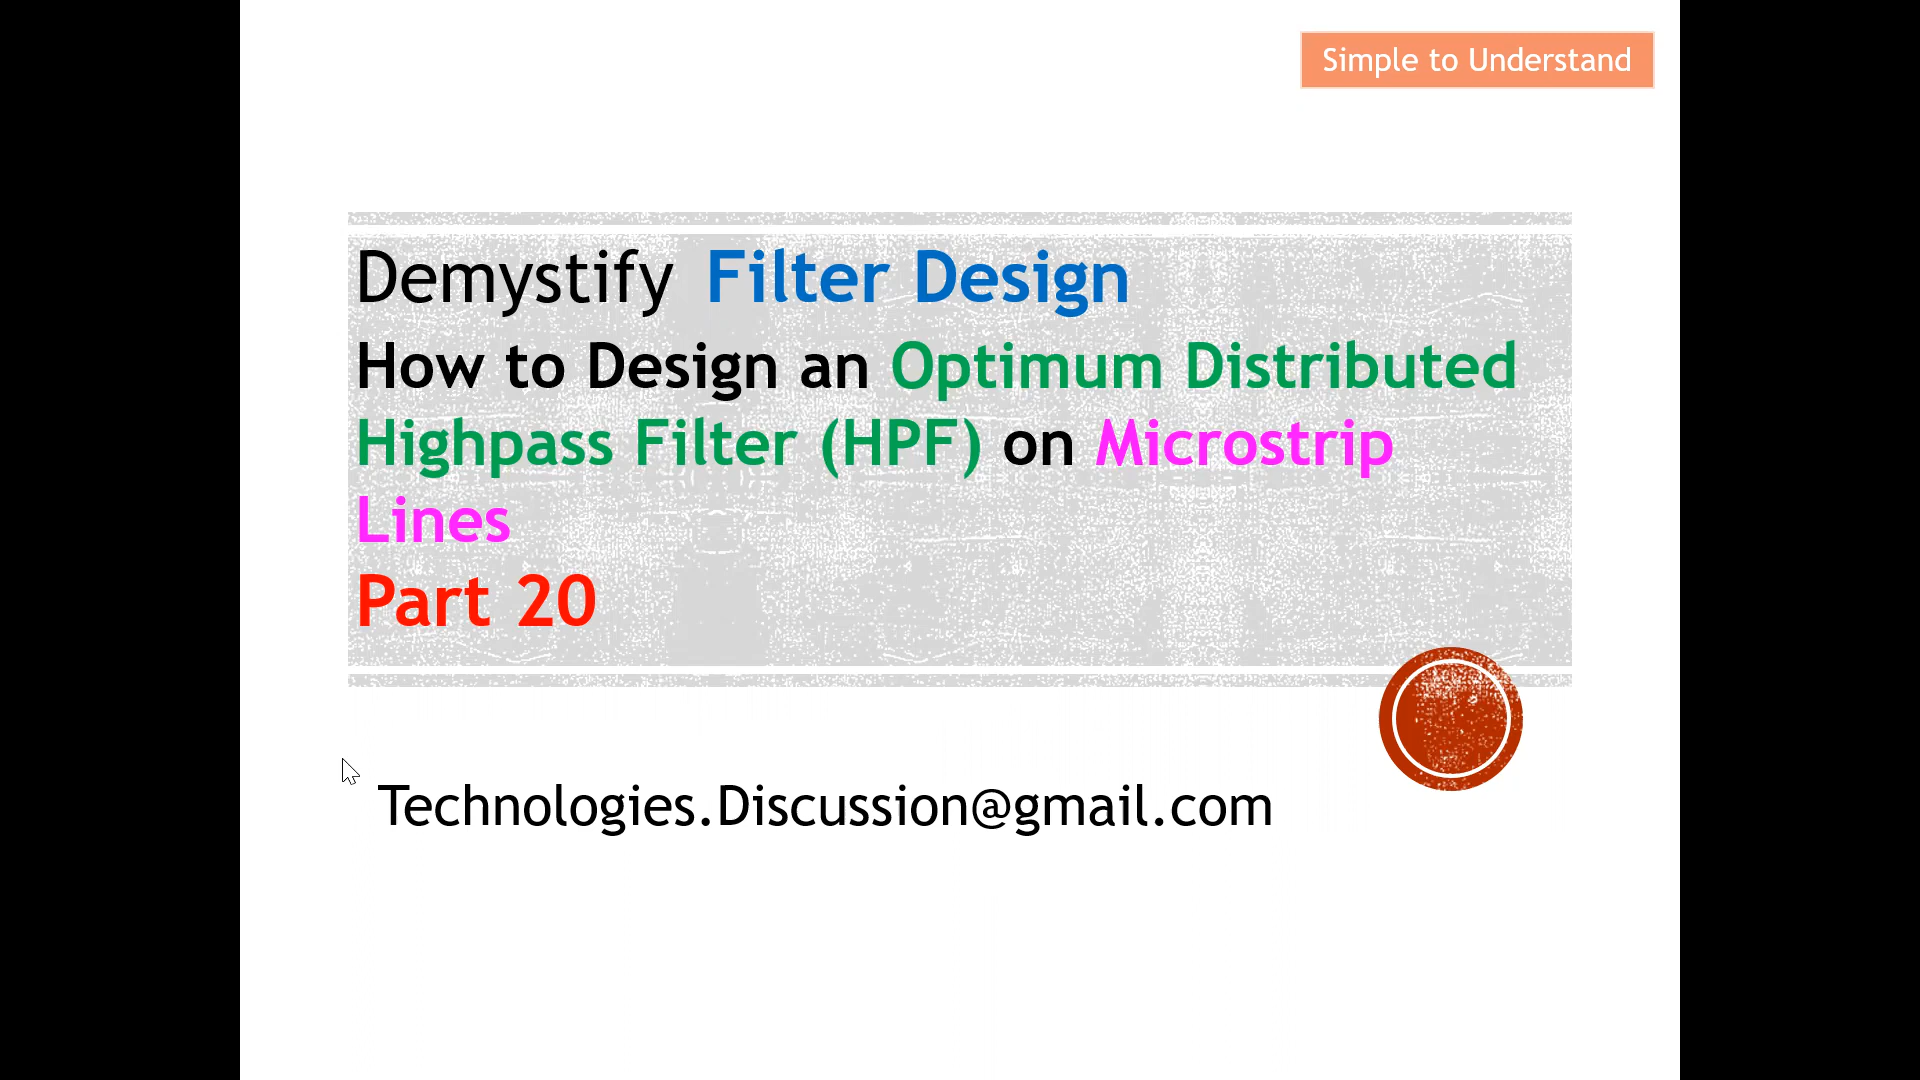 Simple to Understand
Demystify Filter Design
How to Design an Optimum Distributed
Highpass Filter (HPF) on Microstrip
Lines
Part 20
Technologies.Discussion@gmail.com